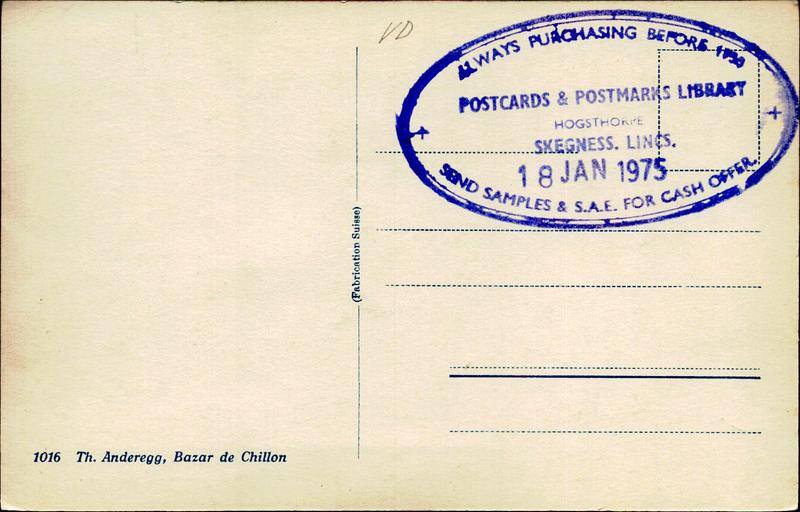 VD
ALWAYS PURCHASING BEFORE 1930
POSTCARDS & POSTMARKS LIBRARY
HOGSTHORPE
SKEGNESS. LINCS.
18 JAN 1975
SEND SAMPLES & S.A.E. FOR CASH OFFER.
(Fabrication Suisse)
1016 Th. Anderegg, Bazar de Chillon